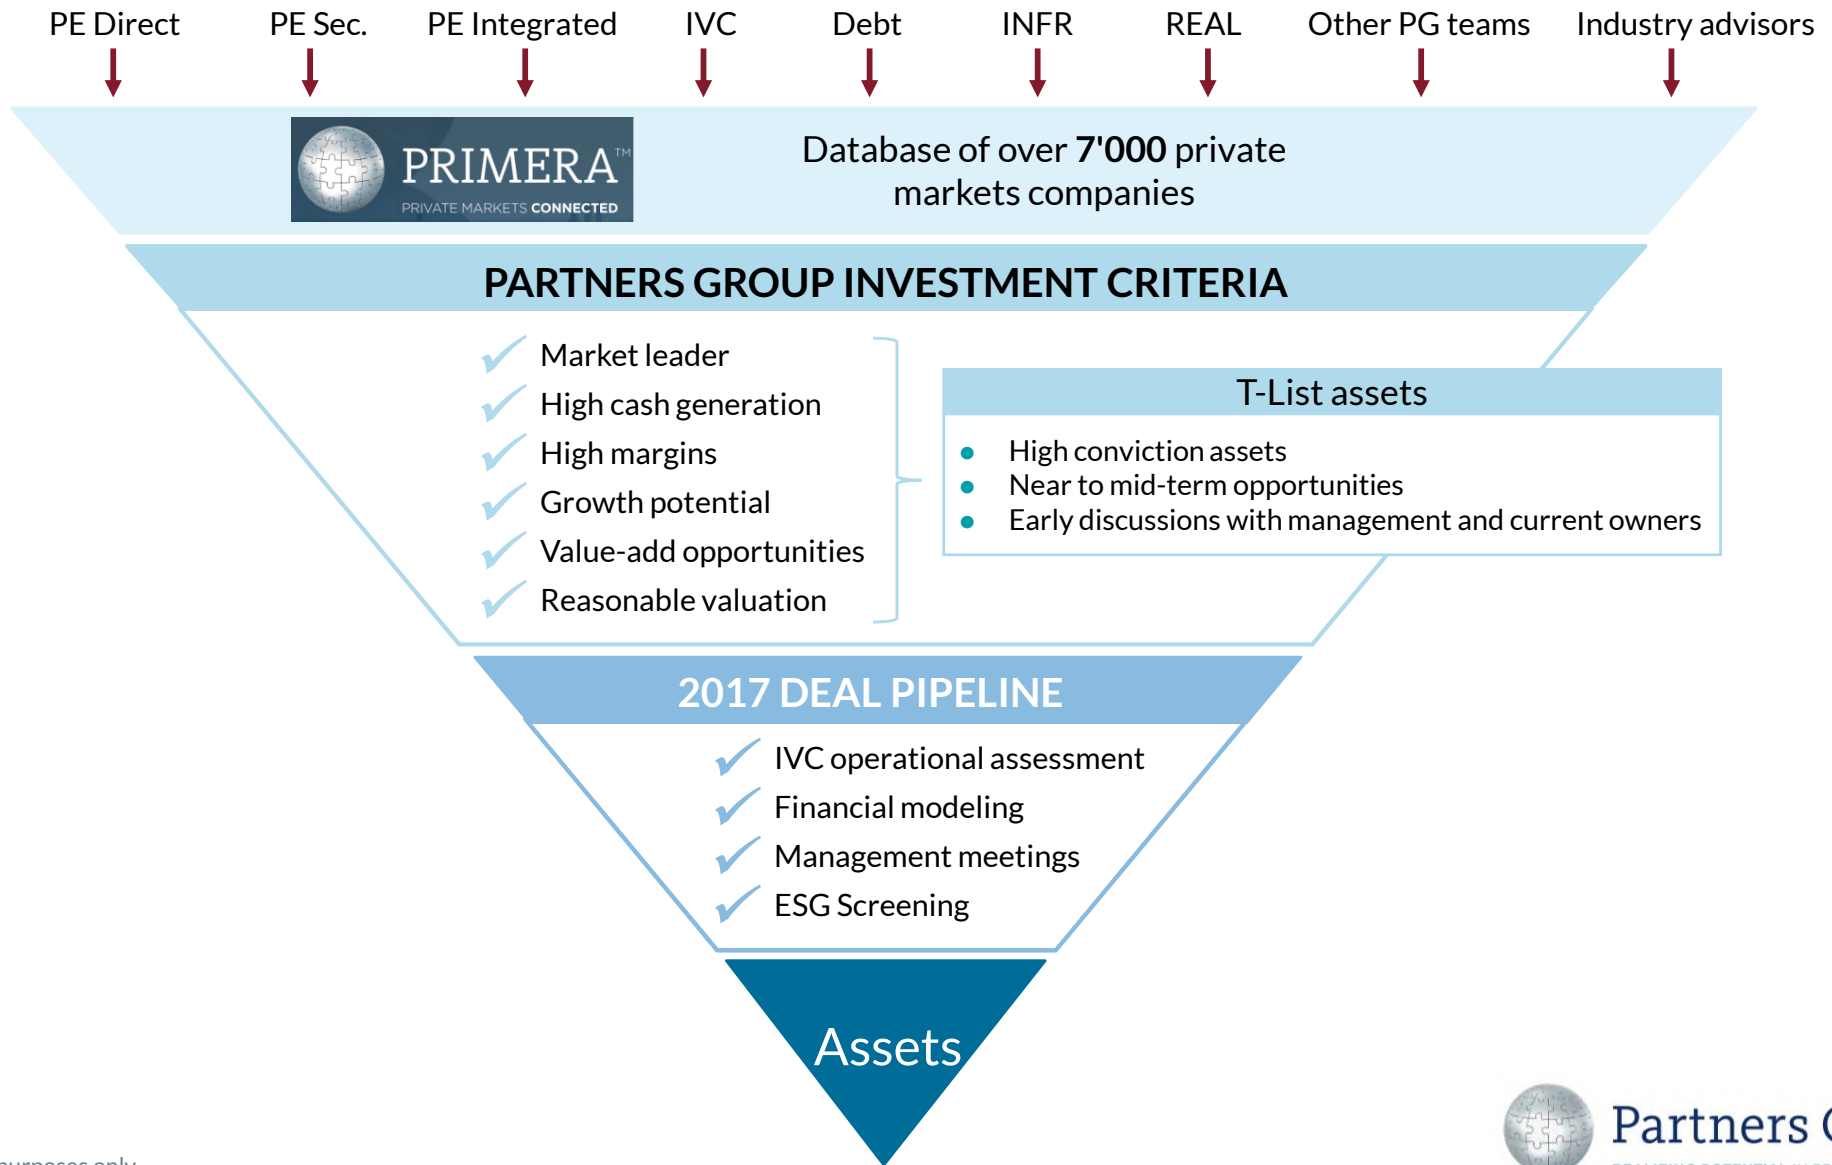 PE Direct PE Sec. PE Integrated IVC Debt INFR REAL Other PG teams Industry advisors
PRIMERA™
PRIVATE MARKETS CONNECTED
Database of over 7'000 private
markets companies
PARTNERS GROUP INVESTMENT CRITERIA
Market leader
High cash generation
High margins
Growth potential
Value-add opportunities
Reasonable valuation
T-List assets
High conviction assets
Near to mid-term opportunities
Early discussions with management and current owners
2017 DEAL PIPELINE
IVC operational assessment
Financial modeling
Management meetings
ESG Screening
Assets
Partners
purposes only